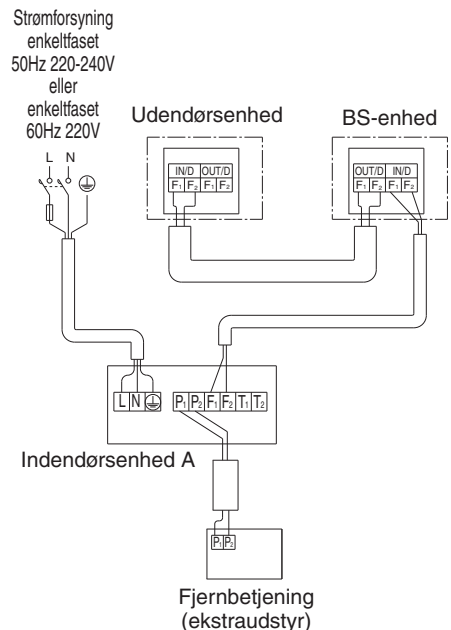 Strømforsyning
enkeltfaset
50Hz 220-240V
eller
enkeltfaset
60Hz 220V
L N
Udendørsenhed
IN/D OUT/D
F1 F2 F1 F2
BS-enhed
OUT/D IN/D
F1 F2 F1 F2
L N P1 P2 F1 F2 T1 T2
Indendørsenhed A
P1 P2
Fjernbetjening
(ekstraudstyr)